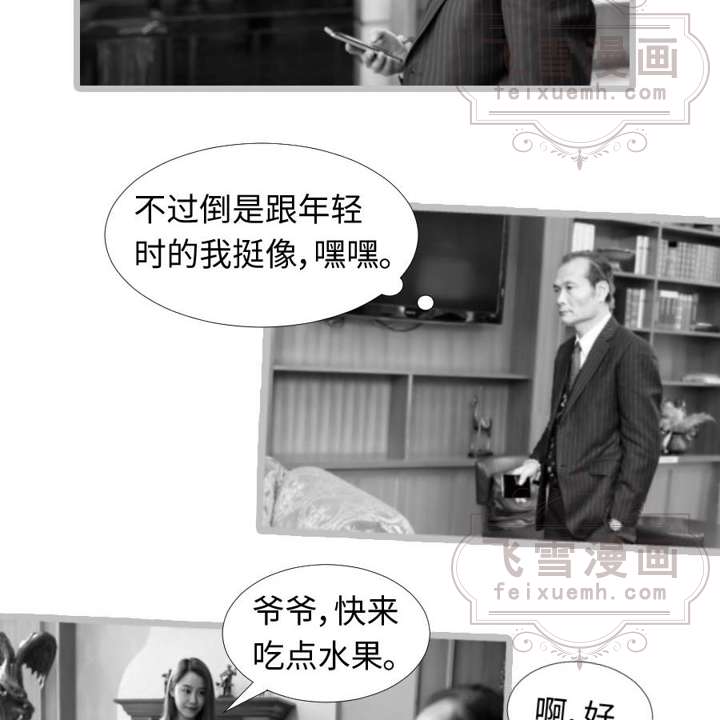 飞雪漫画
feixuemh.com
不过倒是跟年轻
时的我挺像，嘿嘿。
飞雪漫画
feixuemh.com
爷爷，快来
吃点水果。
啊，好